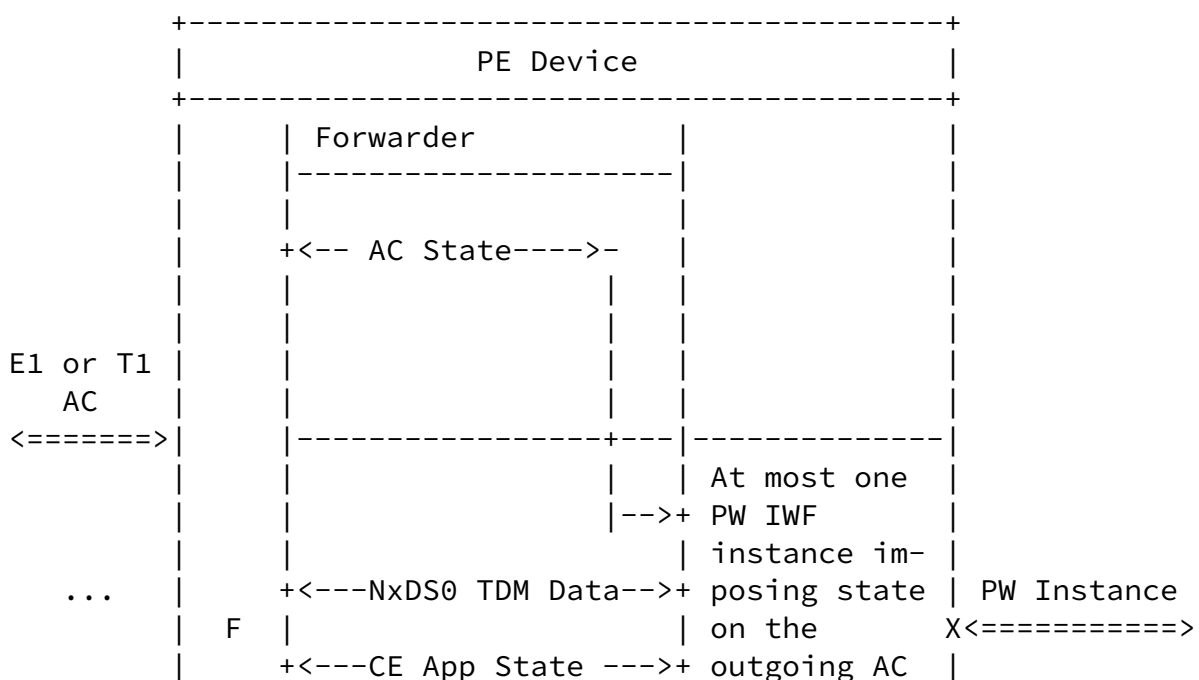 +------------------------------------------+
|                PE Device                 |
+------------------------------------------+
|     | Forwarder           |              |
|     |---------------------|              |
|     |                     |              |
|     +<-- AC State---->-   |              |
|     |                 |   |              |
|     |                 |   |              |
E1 or T1 |     |                 |   |              |
AC    |     |                 |   |              |
<=======>|     |-----------------+---|--------------|
|     |                 |   | At most one  |
|     |                 |-->+ PW IWF       |
|     |                     | instance im- |
...    |     +<---NxDS0 TDM Data-->+ posing state | PW Instance
|  F  |                     | on the       X<===========>
|     +<---CE App State --->+ outgoing AC  |